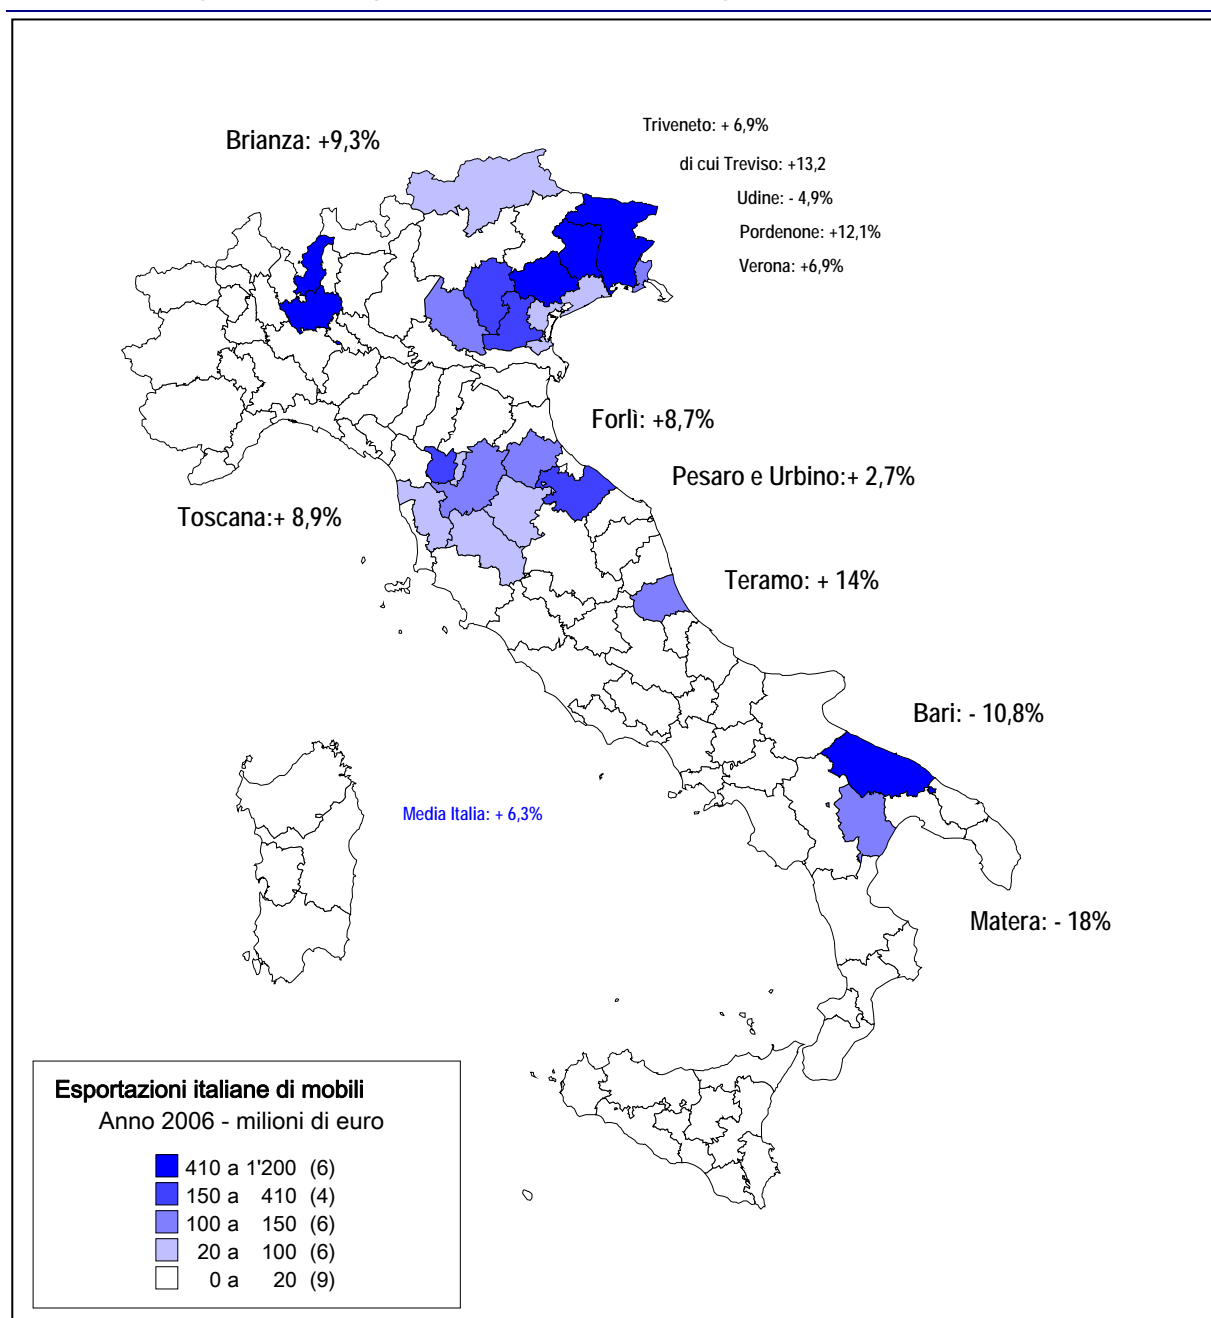 Brianza: +9,3%
Triveneto: + 6,9%
di cui Treviso: +13,2
Udine: - 4,9%
Pordenone: +12,1%
Verona: +6,9%
Forlì: +8,7%
Pesaro e Urbino:+ 2,7%
Toscana:+ 8,9%
Teramo: + 14%
Bari: - 10,8%
Media Italia: + 6,3%
Matera: - 18%
Esportazioni italiane di mobili
Anno 2006 - milioni di euro
410 a 1'200 (6)
150 a 410 (4)
100 a 150 (6)
20 a 100 (6)
0 a 20 (9)